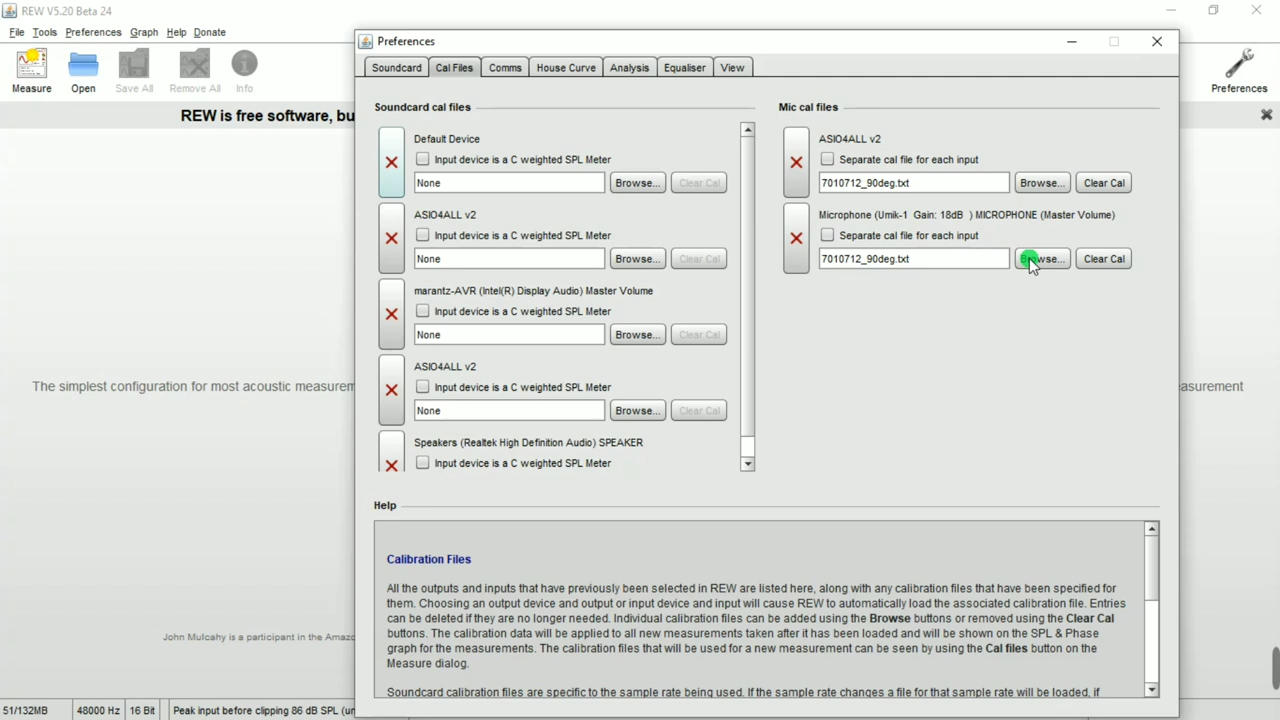 REW V5.20 Beta 24
File Tools Preferences Graph Help Donate
Measure Open Save All Remove All Info
Preferences
REW is free software, bu
The simplest configuration for most acoustic measurem
asurement
John Mulcahy is a participant in the Amazo
51/132MB 48000 Hz 16 Bit Peak input before clipping 86 dB SPL (un
Preferences
Soundcard Cal Files Comms House Curve Analysis Equaliser View
Soundcard cal files
Default Device
Input device is a C weighted SPL Meter
None Browse... Clear Cal
ASIO4ALL v2
Input device is a C weighted SPL Meter
None Browse... Clear Cal
marantz-AVR (Intel(R) Display Audio) Master Volume
Input device is a C weighted SPL Meter
None Browse... Clear Cal
ASIO4ALL v2
Input device is a C weighted SPL Meter
None Browse... Clear Cal
Speakers (Realtek High Definition Audio) SPEAKER
Input device is a C weighted SPL Meter
Mic cal files
ASIO4ALL v2
Separate cal file for each input
7010712_90deg.txt Browse... Clear Cal
Microphone (Umik-1 Gain: 18dB ) MICROPHONE (Master Volume)
Separate cal file for each input
7010712_90deg.txt Browse... Clear Cal
Help
Calibration Files
All the outputs and inputs that have previously been selected in REW are listed here, along with any calibration files that have been specified for
them. Choosing an output device and output or input device and input will cause REW to automatically load the associated calibration file. Entries
can be deleted if they are no longer needed. Individual calibration files can be added using the Browse buttons or removed using the Clear Cal
buttons. The calibration data will be applied to all new measurements taken after it has been loaded and will be shown on the SPL & Phase
graph for the measurements. The calibration files that will be used for a new measurement can be seen by using the Cal files button on the
Measure dialog.
Soundcard calibration files are specific to the sample rate being used. If the sample rate changes a file for that sample rate will be loaded, if